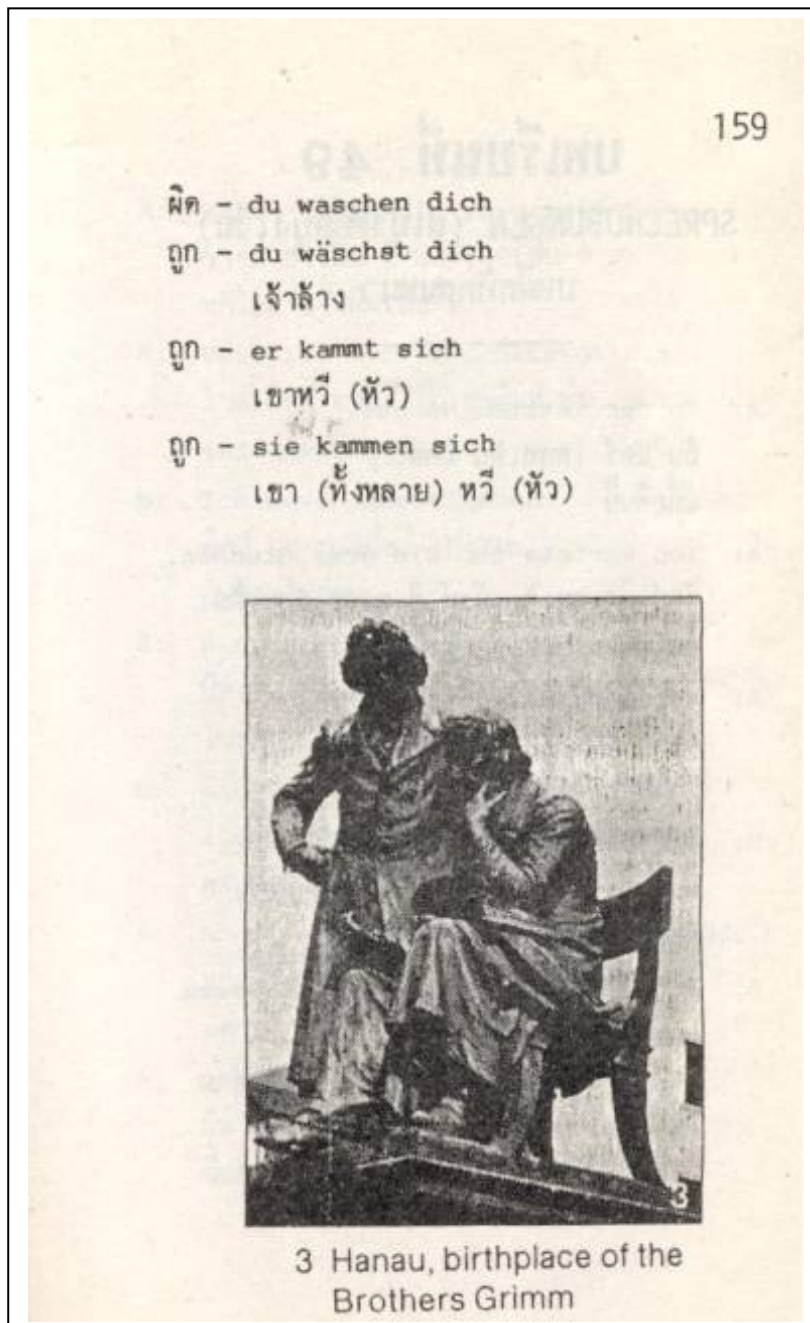 159
ผิด - du waschen dich
ถูก - du wäschst dich
เจ้าล้าง
ถูก - er kammt sich
เขาหวี (หัว)
ถูก - sie kammen sich
เขา (ทั้งหลาย) หวี (หัว)
3
3 Hanau, birthplace of the
Brothers Grimm